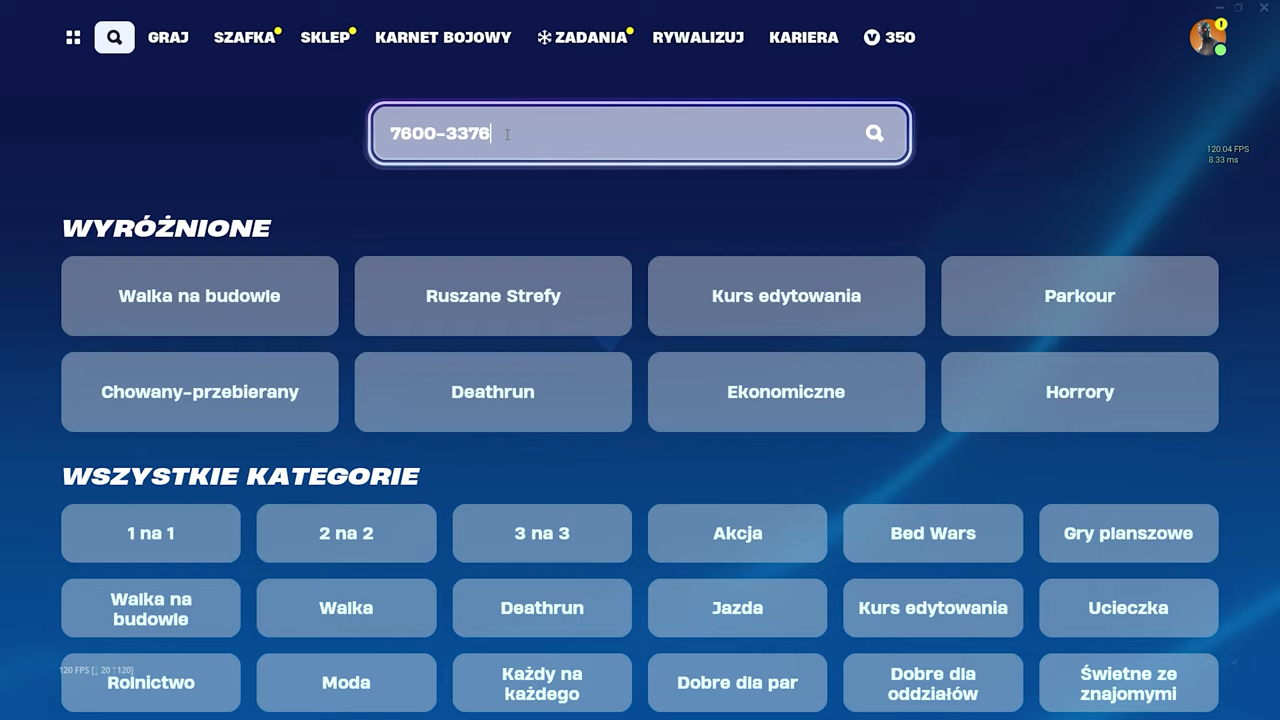 GRAJ SZAFKA SKLEP KARNET BOJOWY ZADANIA RYWALIZUJ KARIERA V 350 !
7600-3376
120.04 FPS
8.33 ms
WYRÓŻNIONE
Walka na budowle Ruszane Strefy Kurs edytowania Parkour
Chowany-przebierany Deathrun Ekonomiczne Horrory
WSZYSTKIE KATEGORIE
1 na 1 2 na 2 3 na 3 Akcja Bed Wars Gry planszowe
Walka na
budowle
Walka Deathrun Jazda Kurs edytowania Ucieczka
Rolnictwo Moda
Każdy na
każdego
Dobre dla par
Dobre dla
oddziałów
Świetne ze
znajomymi